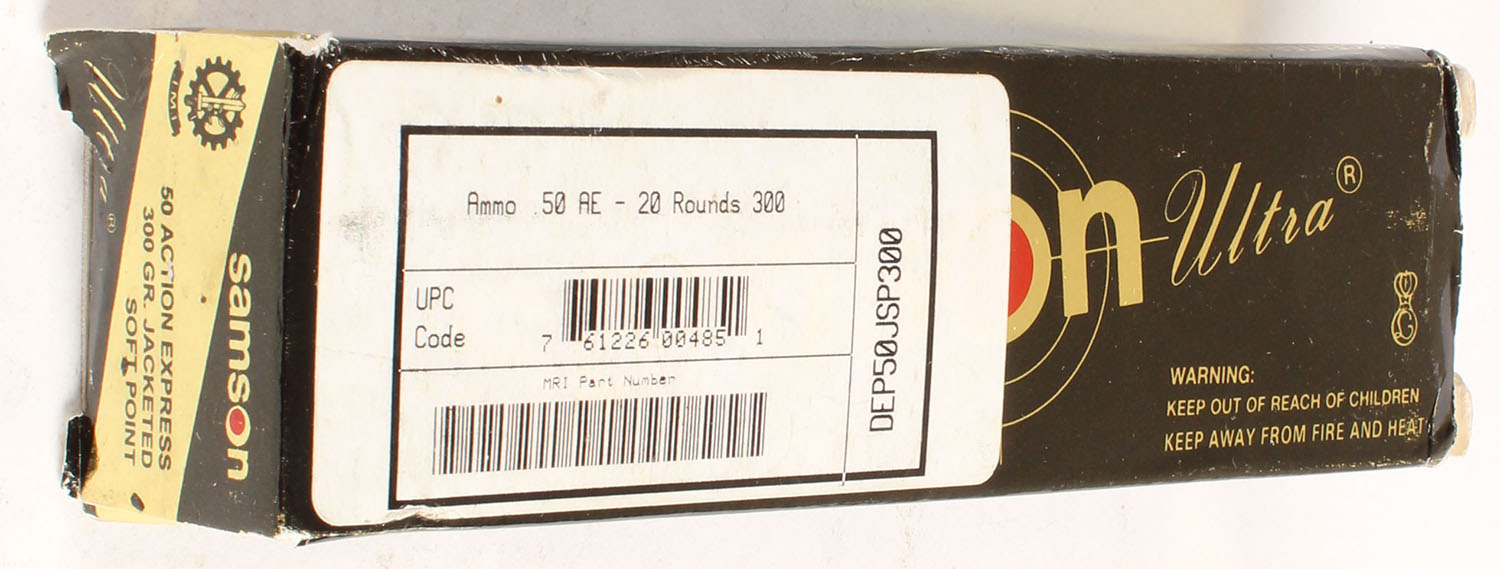 Ultra ®
I.M.I.
50 ACTION EXPRESS
300 GR. JACKETED
SOFT POINT
samson
Ammo .50 AE - 20 Rounds 300
UPC
Code
7 61226 00485 1
MRI Part Number
DEP50JSP300
on Ultra ®
WARNING:
KEEP OUT OF REACH OF CHILDREN
KEEP AWAY FROM FIRE AND HEAT